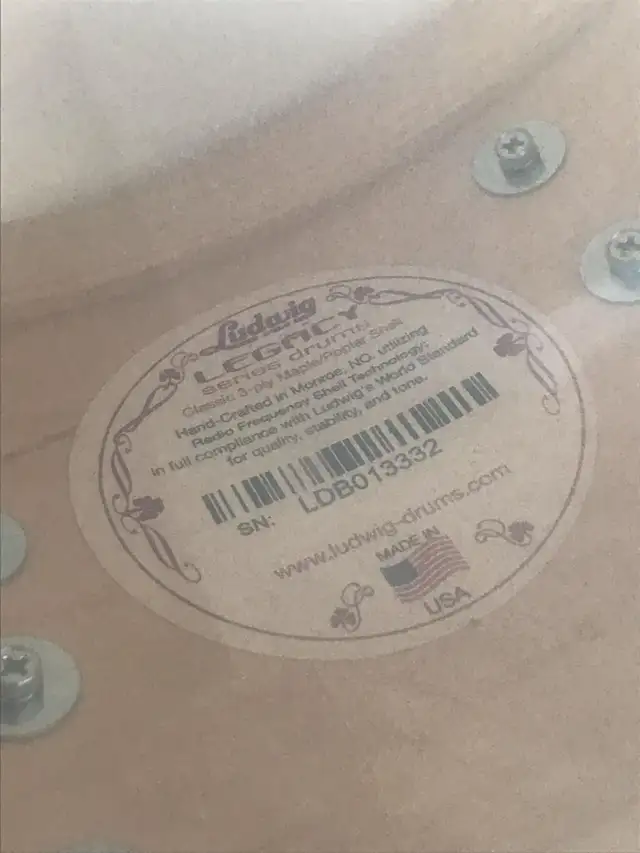 Ludwig
LEGACY
series drums
Classic 3-ply Maple/Poplar Shell
Hand-Crafted in Monroe, NC, utilizing
Radio Frequency Shell Technology;
in full compliance with Ludwig's World Standard
for quality, stability, and tone.
SN: LDB013332
www.ludwig-drums.com
MADE IN
USA